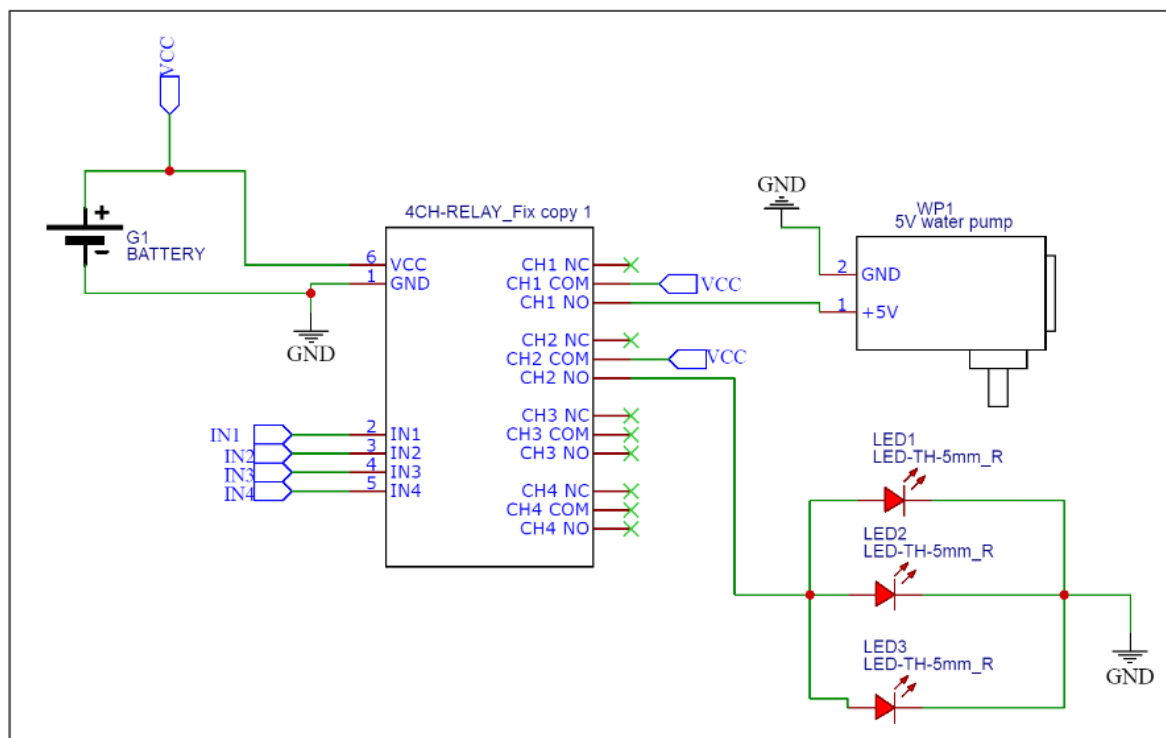 VCC
+
-
G1
BATTERY
4CH-RELAY_Fix copy 1
6 VCC
1 GND
GND
IN1 2 IN1
IN2 3 IN2
IN3 4 IN3
IN4 5 IN4
CH1 NC
CH1 COM VCC
CH1 NO
CH2 NC
CH2 COM VCC
CH2 NO
CH3 NC
CH3 COM
CH3 NO
CH4 NC
CH4 COM
CH4 NO
GND
WP1
5V water pump
2 GND
1 +5V
LED1
LED-TH-5mm_R
LED2
LED-TH-5mm_R
LED3
LED-TH-5mm_R
GND